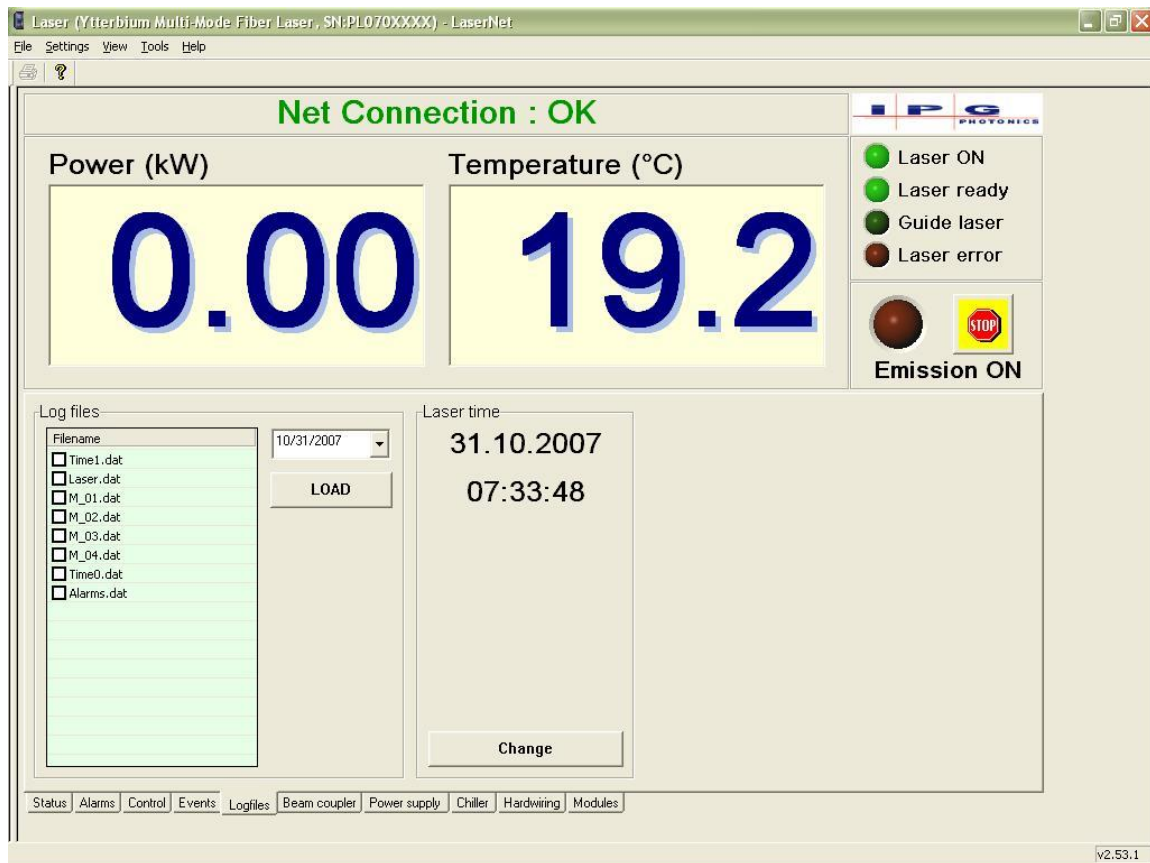 Laser (Ytterbium Multi-Mode Fiber Laser, SN:PL070XXXX) - LaserNet
File Settings View Tools Help
Net Connection : OK
IPG
PHOTONICS
Power (kW)
Temperature (°C)
0.00
19.2
Laser ON
Laser ready
Guide laser
Laser error
STOP
Emission ON
Log files
Filename
Time1.dat
Laser.dat
M_01.dat
M_02.dat
M_03.dat
M_04.dat
Time0.dat
Alarms.dat
10/31/2007
LOAD
Laser time
31.10.2007
07:33:48
Change
Status Alarms Control Events Logfiles Beam coupler Power supply Chiller Hardwiring Modules
v2.53.1